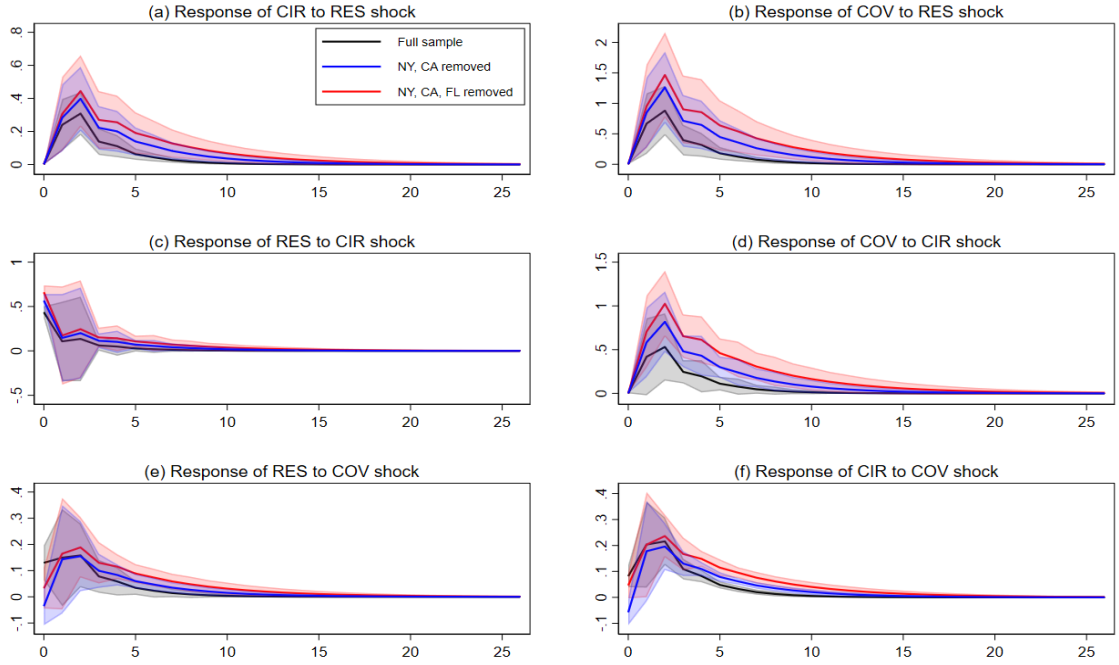 (a) Response of CIR to RES shock
.8
.6
.4
.2
0
0 5 10 15 20 25
Full sample
NY, CA removed
NY, CA, FL removed
(b) Response of COV to RES shock
2
1.5
1
.5
0
0 5 10 15 20 25
(c) Response of RES to CIR shock
1
.5
0
-.5
0 5 10 15 20 25
(d) Response of COV to CIR shock
1.5
1
.5
0
0 5 10 15 20 25
(e) Response of RES to COV shock
.4
.3
.2
.1
0
-.1
0 5 10 15 20 25
(f) Response of CIR to COV shock
.4
.3
.2
.1
0
-.1
0 5 10 15 20 25